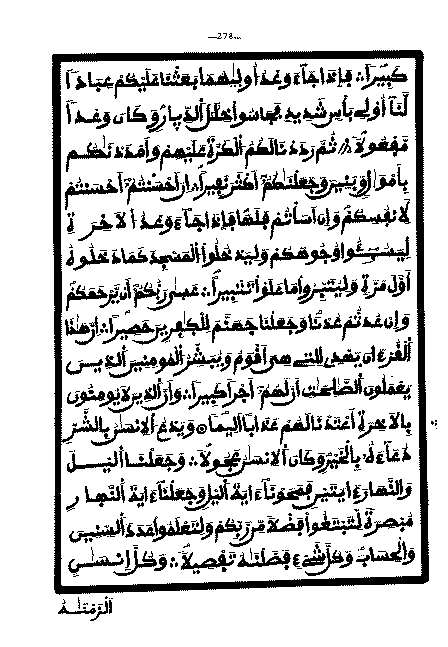 —278—
كبيرا ∴ فإذا جاء وعد أوليهما بعثنا عليكم عبادا
لنا أولي بأس شديد فجاسوا خلل الديار وكان وعدا
مفعولا ∴ ثم رددنا لكم الكرة عليهم وأمددنكم
بأمول وبنين وجعلنكم أكثر نفيرا ∴ إن أحسنتم أحسنتم
لأنفسكم وإن أسأتم فلها فإذا جاء وعد الآخرة
ليسـوا وجوهكم وليدخلوا المسجد كما دخلوه
أول مرة وليتبروا ما علوا تتبيرا ∴ عسى ربكم أن يرحمكم
وإن عدتم عدنا وجعلنا جهنم للكفرين حصيرا ∴ إن هذا
القرءان يهدي للتي هي أقوم ويبشر المومنين الذين
يعملون الصلحت أن لهم أجرا كبيرا ∴ وأن الذين لا يومنون
بالآخرة أعتدنا لهم عذابا أليما ∴ ويدع الإنسن بالشر
دعاءه بالخير وكان الإنسن عجولا ∴ وجعلنا اليل
والنهار ءايتين فمحونا ءاية اليل وجعلنا ءاية النهار
مبصرة لتبتغوا فضلا من ربكم ولتعلموا عدد السنين
والحساب وكل شيء فصلنه تفصيلا ∴ وكل إنسن
ألزمنه